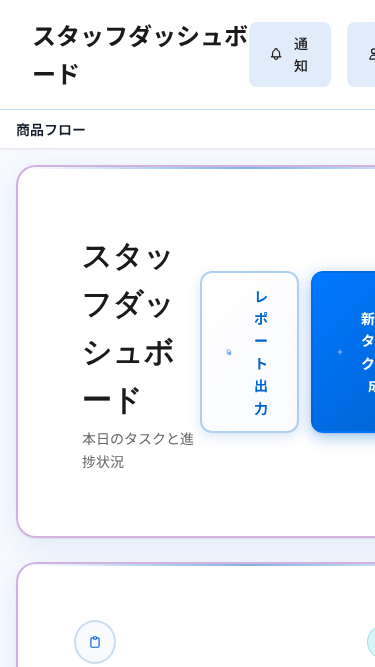 スタッフダッシュボ
ード
通
知
商品フロー
スタッ
フダッ
シュボ
ード
本日のタスクと進
捗状況
レ
ポ
ー
ト
出
力
新
タ
ク